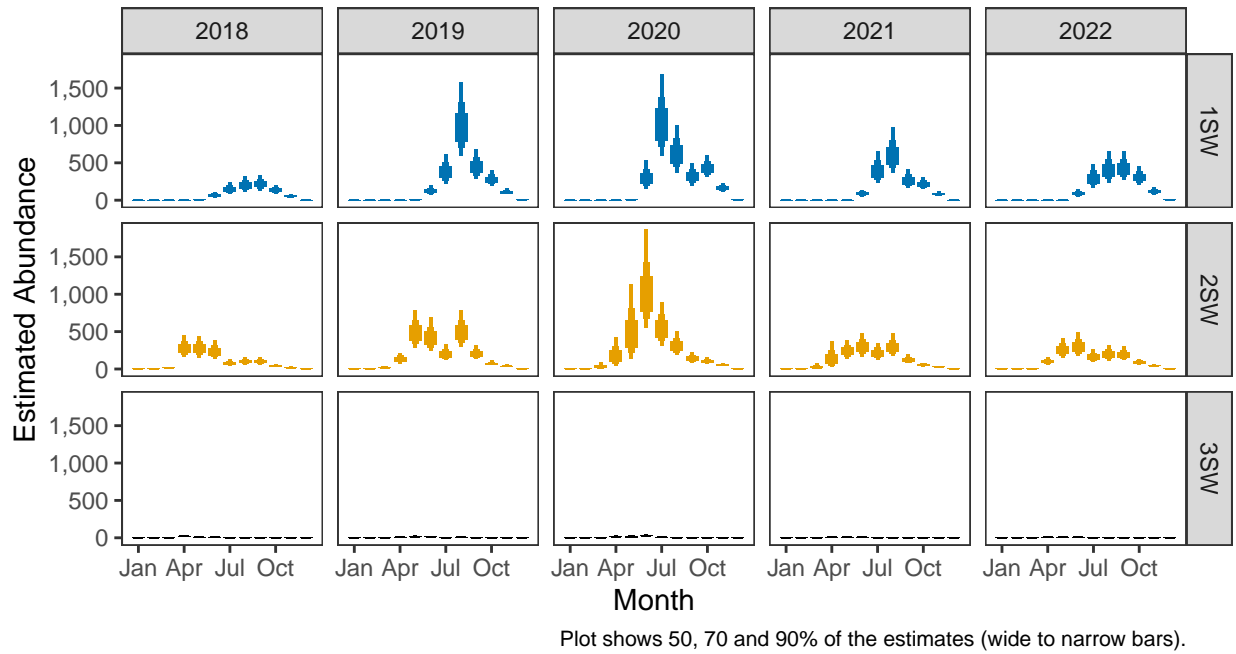 2018 2019 2020 2021 2022
Estimated Abundance
1,500
1,000
500
0
1SW
1,500
1,000
500
0
2SW
1,500
1,000
500
0
3SW
Jan Apr Jul Oct Jan Apr Jul Oct Jan Apr Jul Oct Jan Apr Jul Oct Jan Apr Jul Oct
Month
Plot shows 50, 70 and 90% of the estimates (wide to narrow bars).